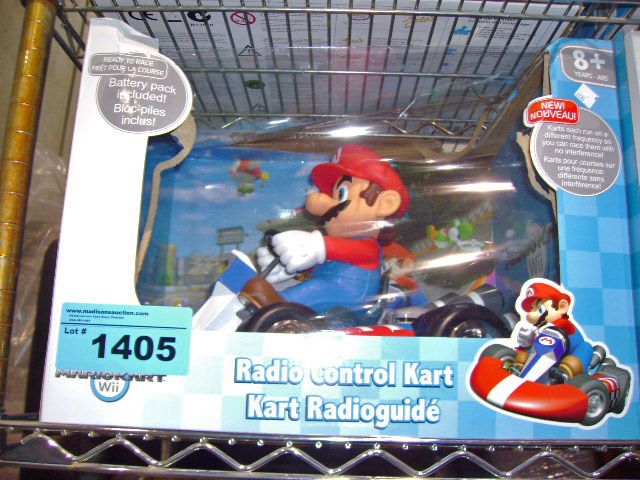 READY TO RACE
PRÊT POUR LA COURSE
Battery pack
included!
Bloc-piles
inclus!
8+
YEARS - ANS
NEW!
NOUVEAU!
Karts each run on a
different frequency so
you can race them with
no interference!
Karts pour courses sur
une fréquence
différente sans
interférence!
www.madisonsauction.com
Lot #
1405
MARIOKART
Wii
Radio Control Kart
Kart Radioguidé